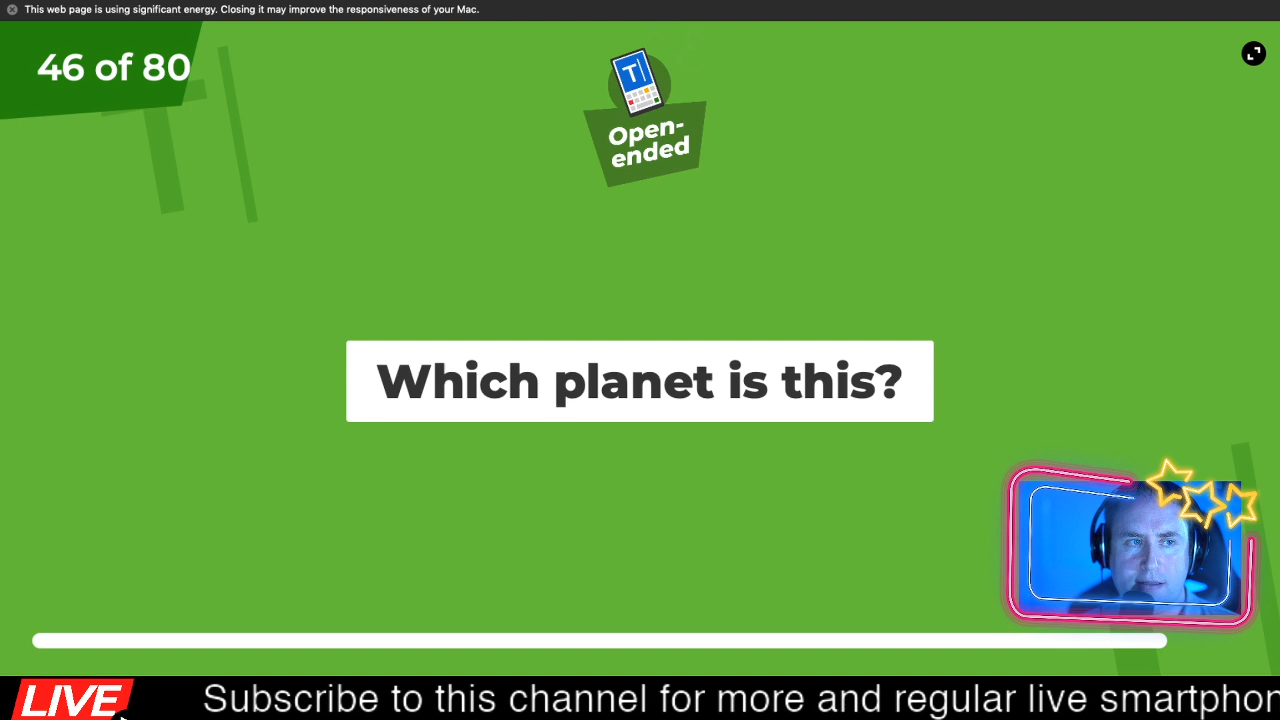 This web page is using significant energy. Closing it may improve the responsiveness of your Mac.
46 of 80
T
Open-
ended
Which planet is this?
LIVE
Subscribe to this channel for more and regular live smartphon